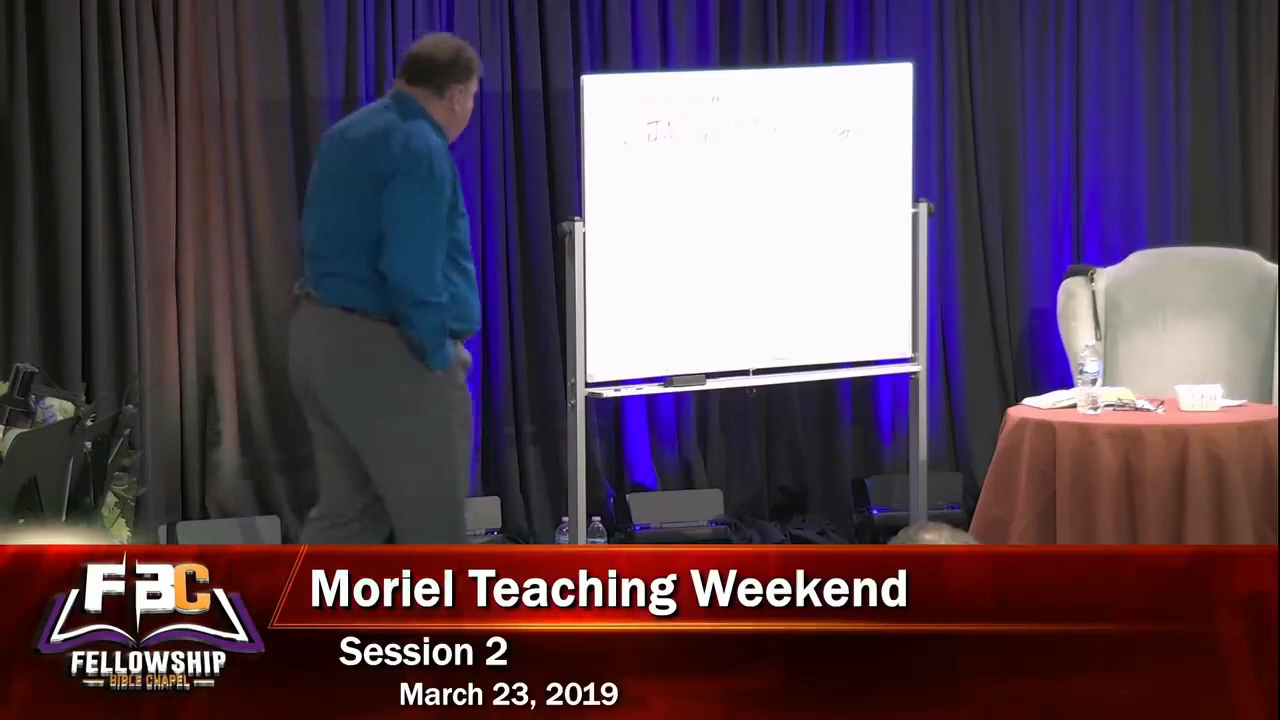 Moriel Teaching Weekend
Session 2
March 23, 2019
FBC
FELLOWSHIP
BIBLE CHAPEL